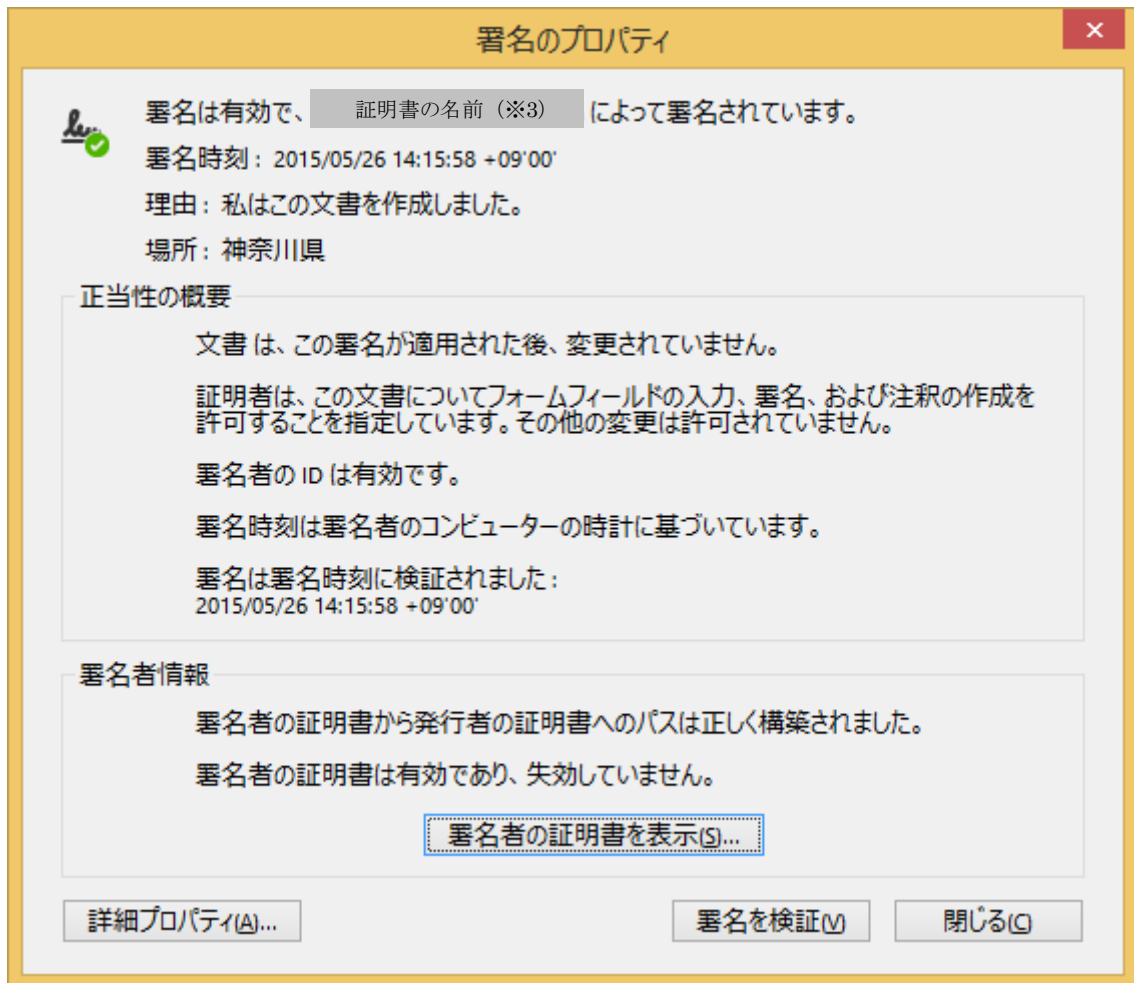 署名のプロパティ
署名は有効で、 証明書の名前（※3） によって署名されています。
署名時刻： 2015/05/26 14:15:58 +09'00'
理由： 私はこの文書を作成しました。
場所： 神奈川県
正当性の概要
文書 は、この署名が適用された後、変更されていません。
証明者は、この文書についてフォームフィールドの入力、署名、および注釈の作成を
許可することを指定しています。その他の変更は許可されていません。
署名者の ID は有効です。
署名時刻は署名者のコンピューターの時計に基づいています。
署名は署名時刻に検証されました：
2015/05/26 14:15:58 +09'00'
署名者情報
署名者の証明書から発行者の証明書へのパスは正しく構築されました。
署名者の証明書は有効であり、失効していません。
署名者の証明書を表示(S)...
詳細プロパティ(A)... 署名を検証(V) 閉じる(C)